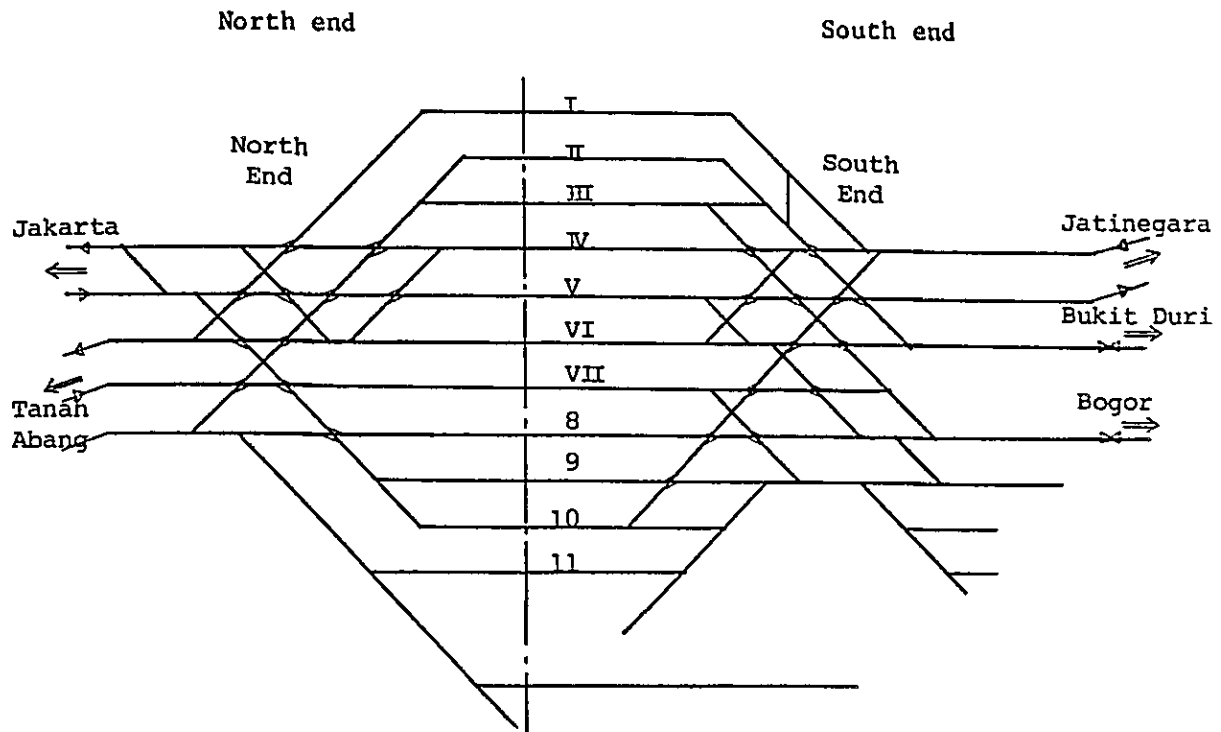 North end
South end
I
North
End
II
South
End
III
Jakarta
IV
Jatinegara
V
Bukit Duri
VI
VII
Tanah
Abang
8
Bogor
9
10
11